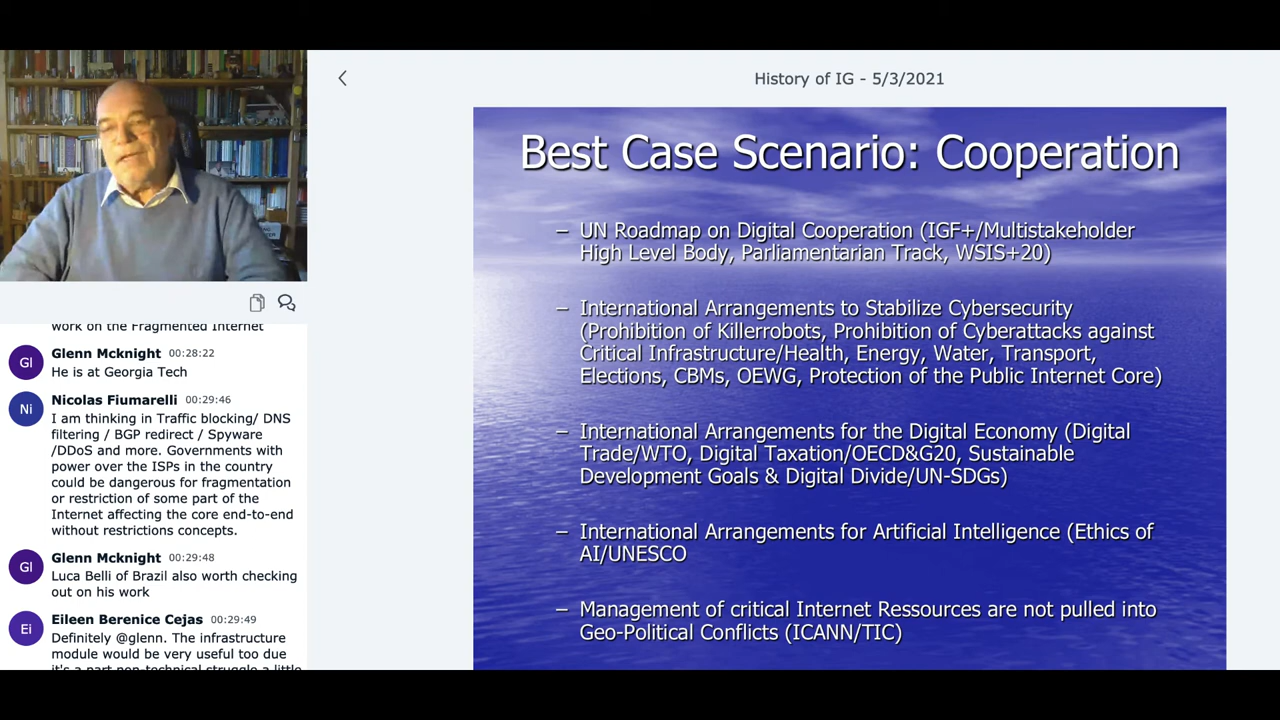 History of IG - 5/3/2021
Best Case Scenario: Cooperation
– UN Roadmap on Digital Cooperation (IGF+/Multistakeholder
High Level Body, Parliamentarian Track, WSIS+20)
– International Arrangements to Stabilize Cybersecurity
(Prohibition of Killerrobots, Prohibition of Cyberattacks against
Critical Infrastructure/Health, Energy, Water, Transport,
Elections, CBMs, OEWG, Protection of the Public Internet Core)
– International Arrangements for the Digital Economy (Digital
Trade/WTO, Digital Taxation/OECD&G20, Sustainable
Development Goals & Digital Divide/UN-SDGs)
– International Arrangements for Artificial Intelligence (Ethics of
AI/UNESCO
– Management of critical Internet Ressources are not pulled into
Geo-Political Conflicts (ICANN/TIC)
work on the Fragmented Internet
Gl
Glenn Mcknight 00:28:22
He is at Georgia Tech
Ni
Nicolas Fiumarelli 00:29:46
I am thinking in Traffic blocking/ DNS
filtering / BGP redirect / Spyware
/DDoS and more. Governments with
power over the ISPs in the country
could be dangerous for fragmentation
or restriction of some part of the
Internet affecting the core end-to-end
without restrictions concepts.
Gl
Glenn Mcknight 00:29:48
Luca Belli of Brazil also worth checking
out on his work
Ei
Eileen Berenice Cejas 00:29:49
Definitely @glenn. The infrastructure
module would be very useful too due
it's a part non-technical struggle a little